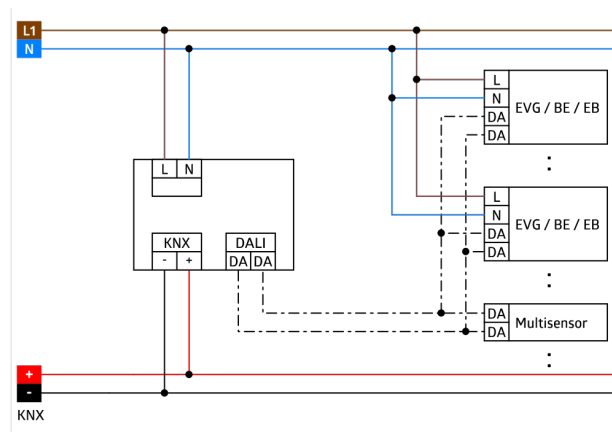 L1
N
L
N
EVG / BE / EB
DA
DA
L N
L
N
EVG / BE / EB
DA
DA
KNX DALI
- + DA DA
DA
DA
Multisensor
+
-
KNX